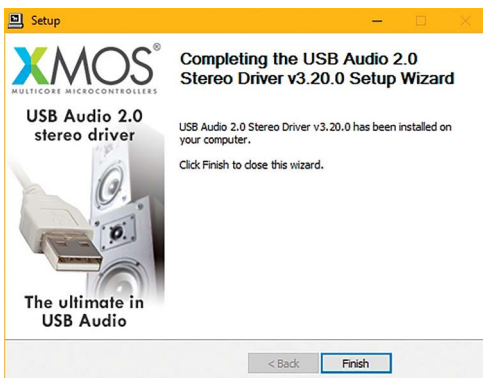 Setup
XMOS®
MULTICORE MICROCONTROLLERS
USB Audio 2.0
stereo driver
The ultimate in
USB Audio
Completing the USB Audio 2.0
Stereo Driver v3.20.0 Setup Wizard
USB Audio 2.0 Stereo Driver v3.20.0 has been installed on
your computer.
Click Finish to close this wizard.
< Back
Finish